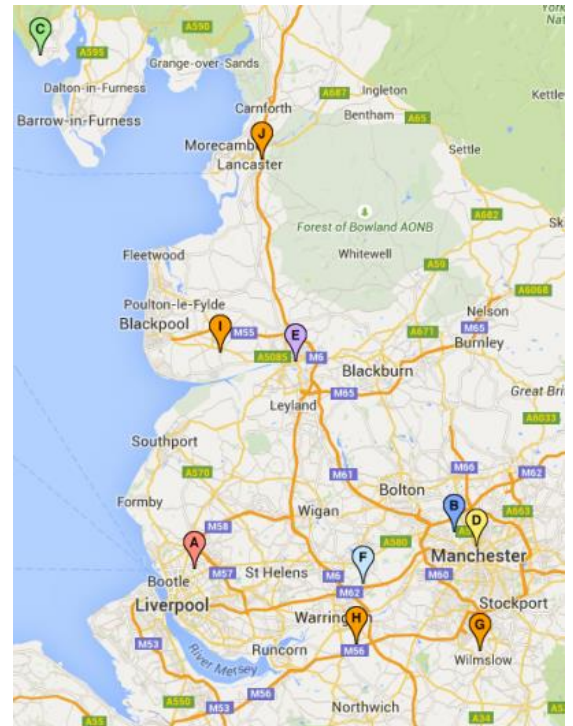 C
A590
York
Nat
A595
Grange-over-Sands
Dalton-in-Furness
A687
Ingleton
Kettle
Carnforth
Bentham
A65
Barrow-in-Furness
J
Morecambe
Settle
Lancaster
A682
Forest of Bowland AONB
Sk
Fleetwood
Whitewell
A59
A6068
Poulton-le-Fylde
Nelson
Blackpool
I
M55
E
A671
M65
A5085
M6
Burnley
Blackburn
M65
Leyland
Great Bri
A6033
Southport
A570
M61
M66
M62
Bolton
Formby
Wigan
M58
B
A663
D
A
A580
F
Manchester
Bootle
M57
St Helens
M6
M60
M62
Liverpool
Stockport
Warrington
H
G
M53
Runcorn
M56
River Mersey
Wilmslow
M53
M56
A550
Northwich
A55
A34